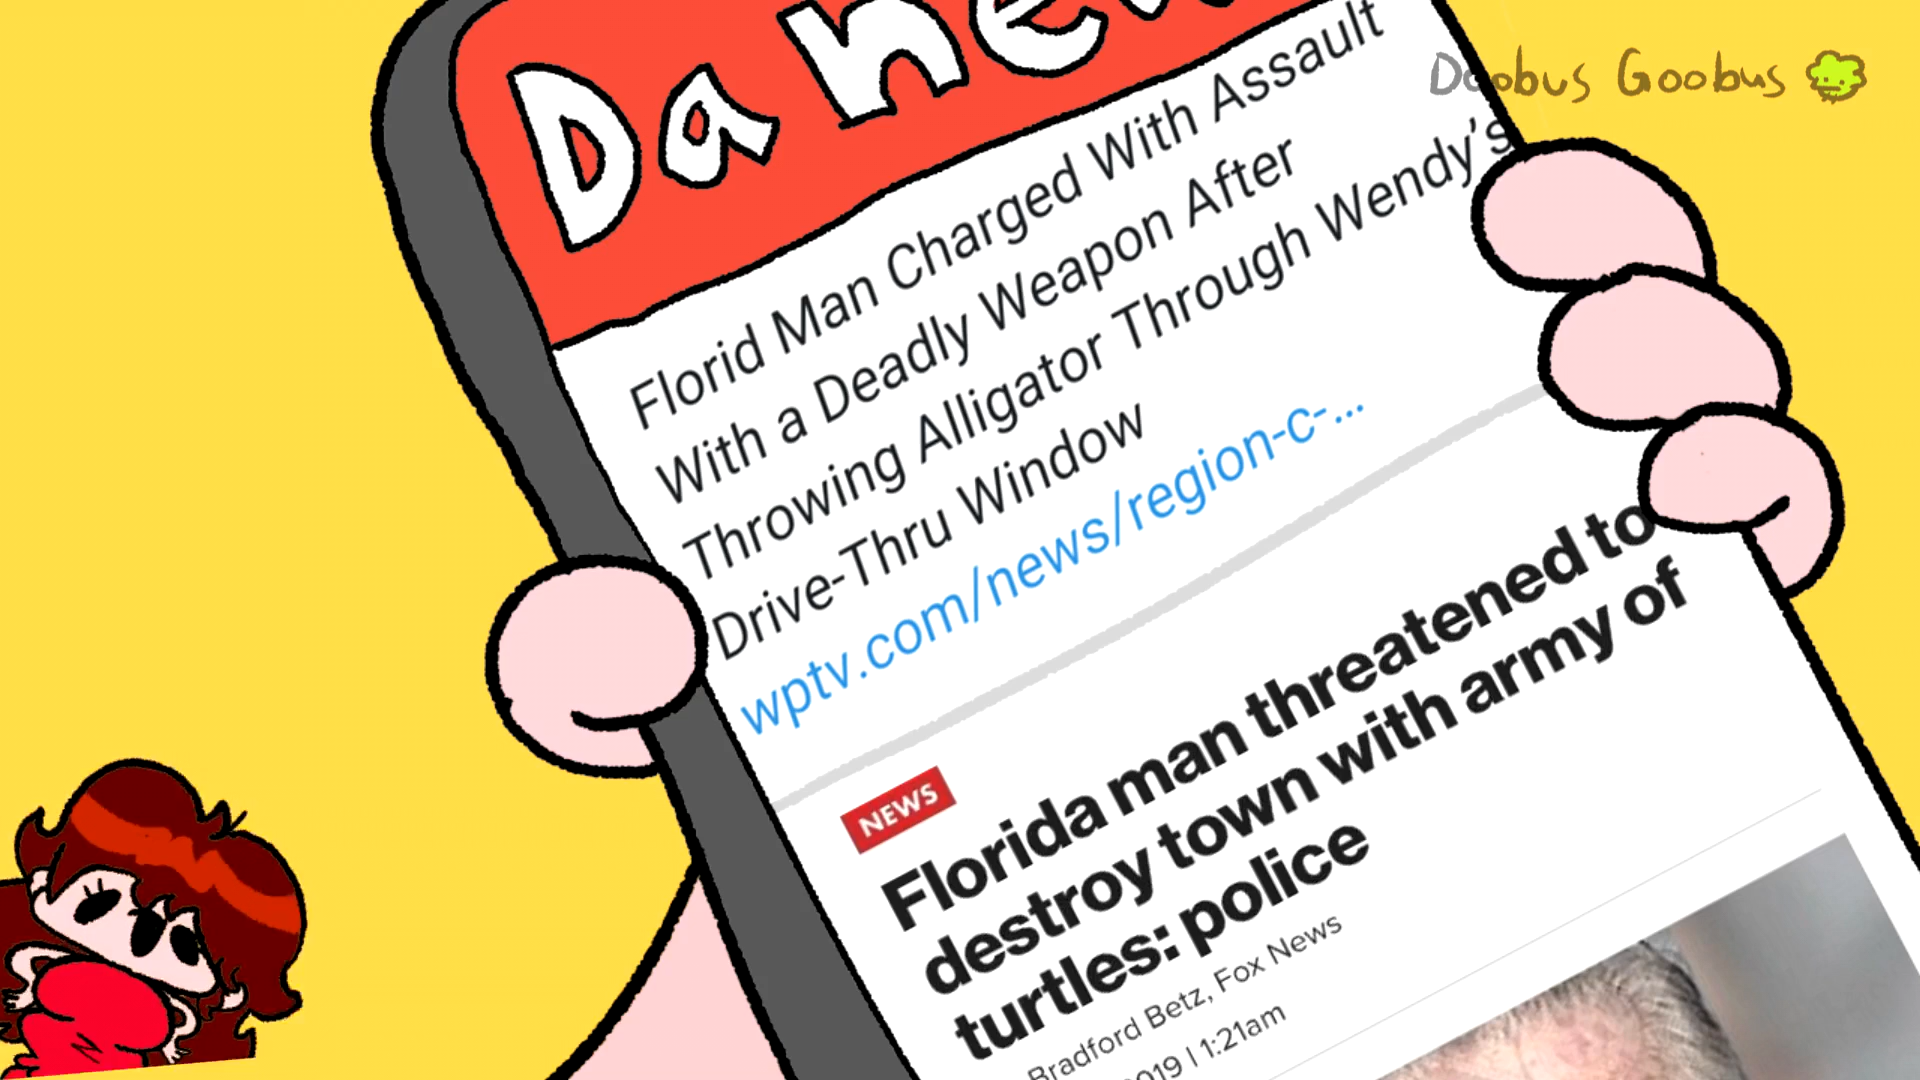 Da
Doobus Goobus
Florid Man Charged With Assault
With a Deadly Weapon After
Throwing Alligator Through Wendy's
Drive-Thru Window
wptv.com/news/region-c-...
NEWS
Florida man threatened to
destroy town with army of
turtles: police
Bradford Betz, Fox News
1:21am